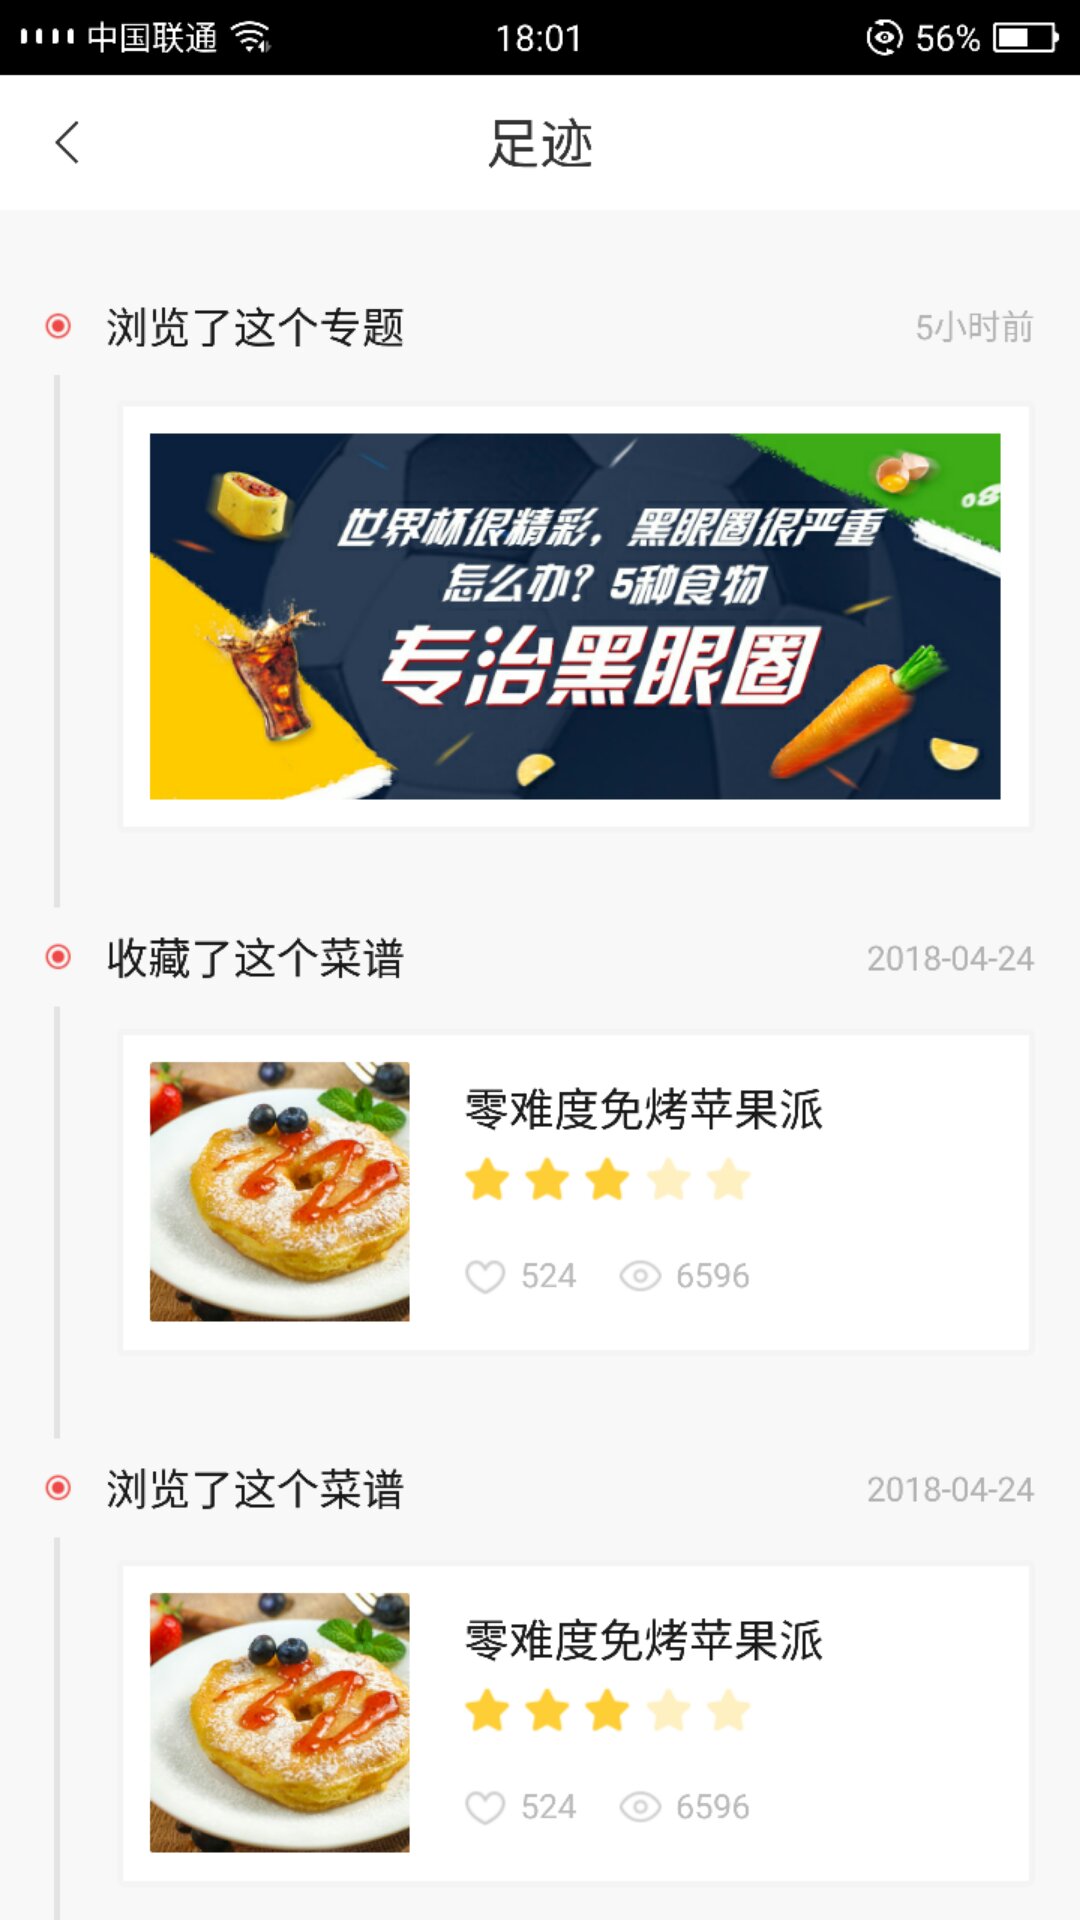 中国联通
18:01
56%
足迹
浏览了这个专题
5小时前
世界杯很精彩，黑眼圈很严重
怎么办？5种食物
专治黑眼圈
收藏了这个菜谱
2018-04-24
零难度免烤苹果派
524
6596
浏览了这个菜谱
2018-04-24
零难度免烤苹果派
524
6596